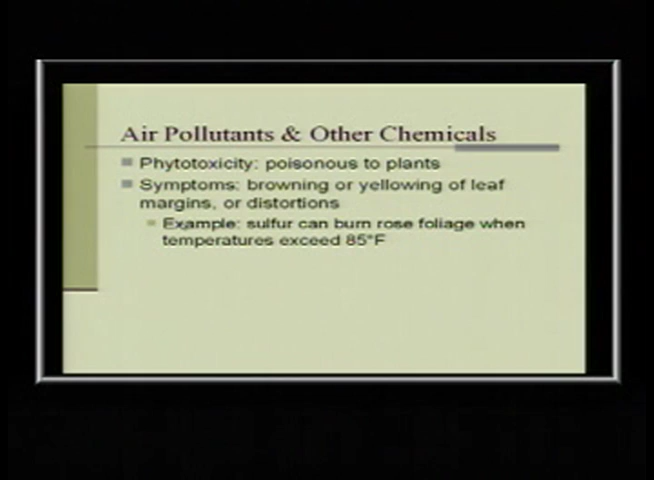 Air Pollutants & Other Chemicals
Phytotoxicity: poisonous to plants
Symptoms: browning or yellowing of leaf
margins, or distortions
Example: sulfur can burn rose foliage when
temperatures exceed 85°F